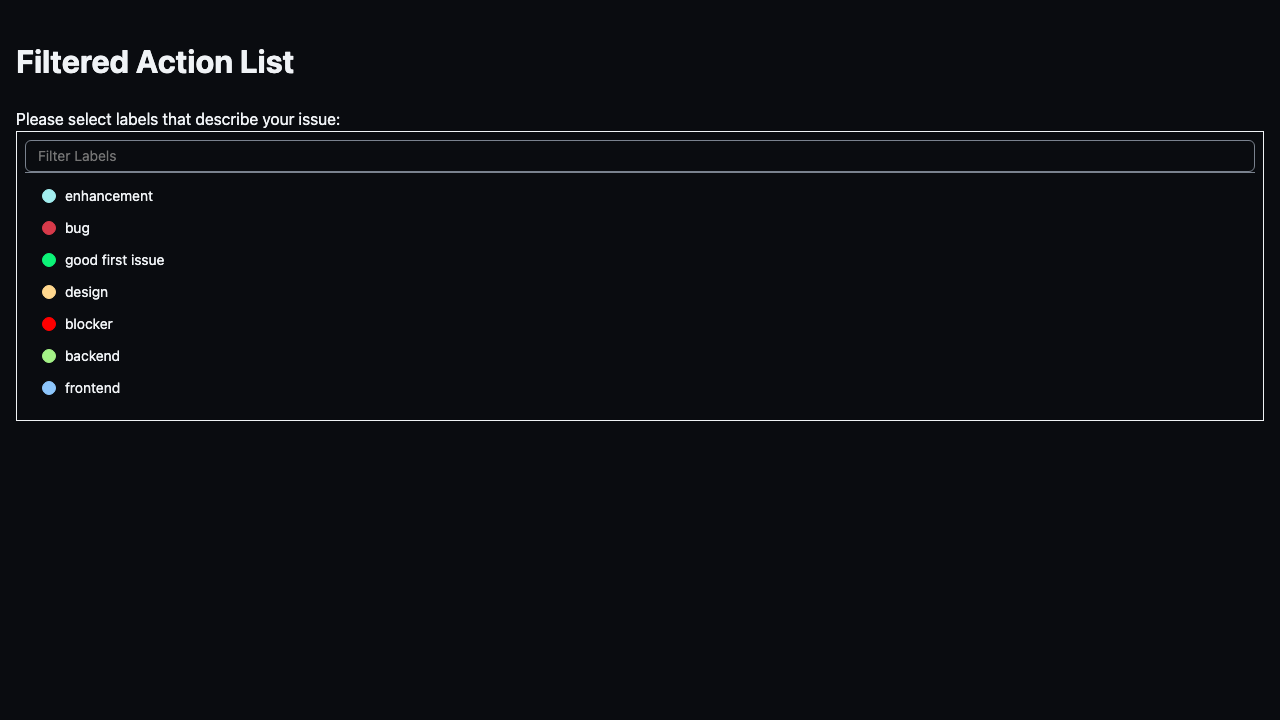 Filtered Action List
Please select labels that describe your issue:
Filter Labels
enhancement
bug
good first issue
design
blocker
backend
frontend